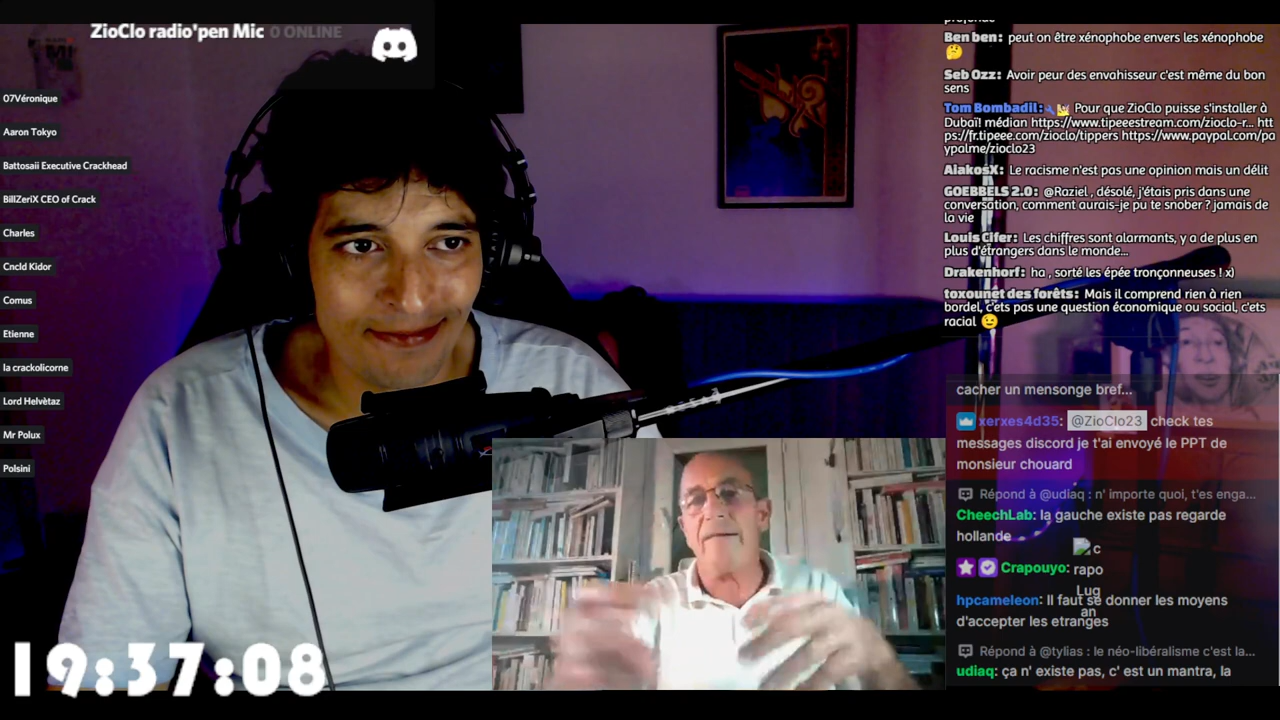 ZioClo radio'pen Mic 0 ONLINE
07Véronique
Aaron Tokyo
Battosaii Executive Crackhead
BillZeriX CEO of Crack
Charles
Cncld Kidor
Comus
Etienne
la crackolicorne
Lord Helvètaz
Mr Polux
Polsini
19:37:08
profonde
Ben ben: peut on être xénophobe envers les xénophobe
🤔
Seb Ozz: Avoir peur des envahisseur c'est même du bon
sens
Tom Bombadil: Pour que ZioClo puisse s'installer à
Dubaï! médian https://www.tipeeestream.com/zioclo-r... htt
ps://fr.tipeee.com/zioclo/tippers https://www.paypal.com/pa
ypalme/zioclo23
AlakosX: Le racisme n'est pas une opinion mais un délit
GOEBBELS 2.0: @Raziel , désolé, j'étais pris dans une
conversation, comment aurais-je pu te snober ? jamais de
la vie
Louis Cifer: Les chiffres sont alarmants, y a de plus en
plus d'étrangers dans le monde...
Drakenhorf: ha , sorté les épée tronçonneuses ! x)
toxounet des forêts: Mais il comprend rien à rien
bordel, c'ets pas une question économique ou social, c'ets
racial 😉
cacher un mensonge bref...
xerxes4d35: @ZioClo23 check tes
messages discord je t'ai envoyé le PPT de
monsieur chouard
Répond à @udiaq : n' importe quoi, t'es enga...
CheechLab: la gauche existe pas regarde
hollande
Crapouyo: crapo
Lug
an
hpcameleon: Il faut se donner les moyens
d'accepter les etranges
Répond à @tylias : le néo-libéralisme c'est la...
udiaq: ça n' existe pas, c' est un mantra, la